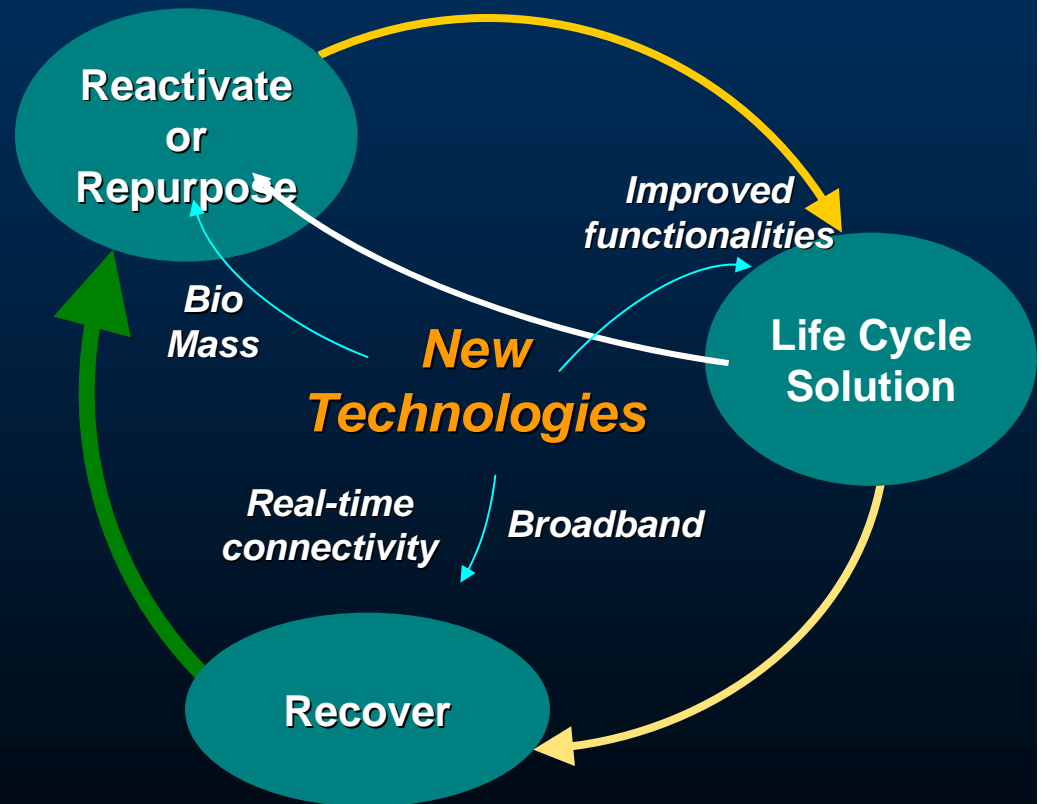 Reactivate
or
Repurpose
Improved
functionalities
Bio
Mass
New
Technologies
Life Cycle
Solution
Real-time
connectivity
Broadband
Recover